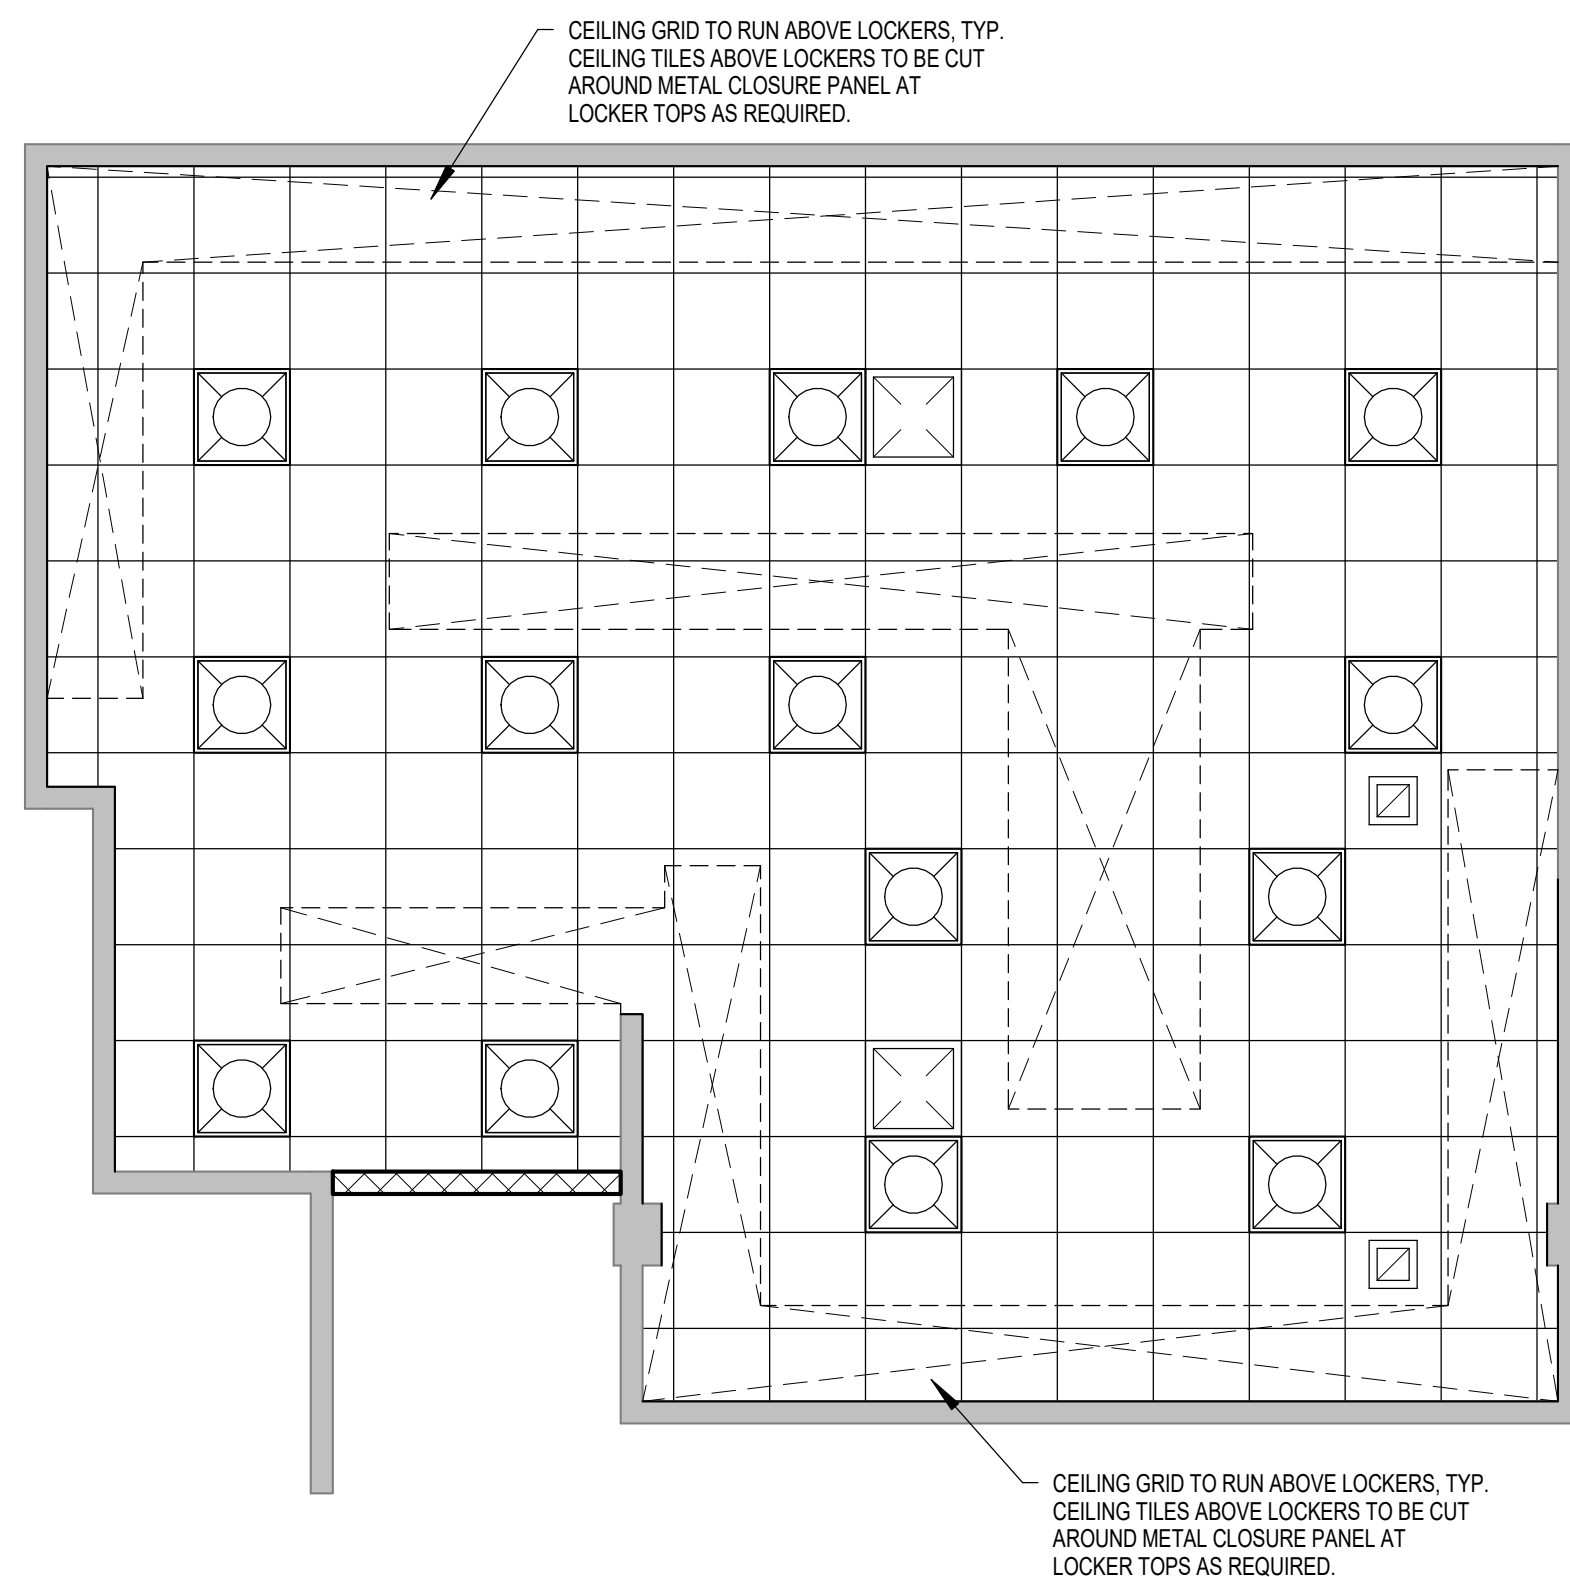 CEILING GRID TO RUN ABOVE LOCKERS, TYP.
CEILING TILES ABOVE LOCKERS TO BE CUT
AROUND METAL CLOSURE PANEL AT
LOCKER TOPS AS REQUIRED.
CEILING GRID TO RUN ABOVE LOCKERS, TYP.
CEILING TILES ABOVE LOCKERS TO BE CUT
AROUND METAL CLOSURE PANEL AT
LOCKER TOPS AS REQUIRED.